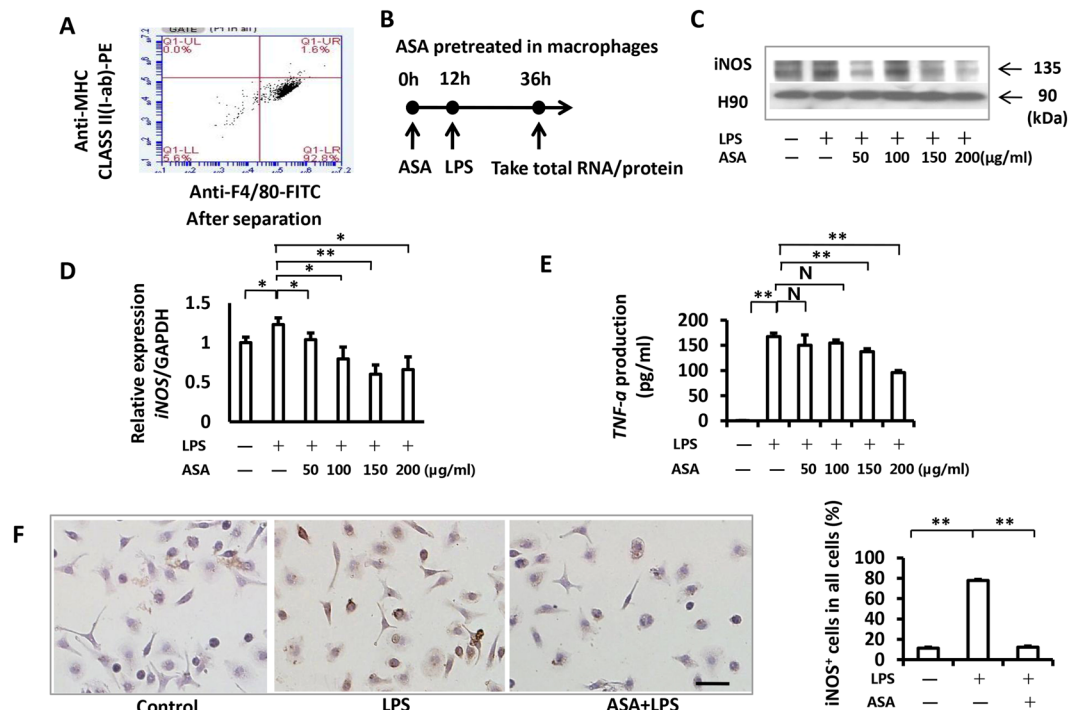 A
GATE (P1 in all)
Q1-UL
0.0%
Q1-UR
1.6%
Q1-LL
5.6%
Q1-LR
92.8%
Anti-MHC
CLASS II(I-ab)-PE
Anti-F4/80-FITC
After separation
B
ASA pretreated in macrophages
0h 12h 36h
ASA LPS Take total RNA/protein
C
iNOS 135
H90 90
(kDa)
LPS — + + + + +
ASA — — 50 100 150 200(μg/ml)
D
Relative expression
iNOS/GAPDH
* ** * * *
1.5
1
0.5
0
LPS — + + + + +
ASA — — 50 100 150 200 (μg/ml)
E
TNF-α production
(pg/ml)
** ** N ** N
200
150
100
50
0
LPS — + + + + +
ASA — — 50 100 150 200 (μg/ml)
F
Control LPS ASA+LPS
iNOS+ cells in all cells (%)
** **
100
80
60
40
20
0
LPS — + +
ASA — — +